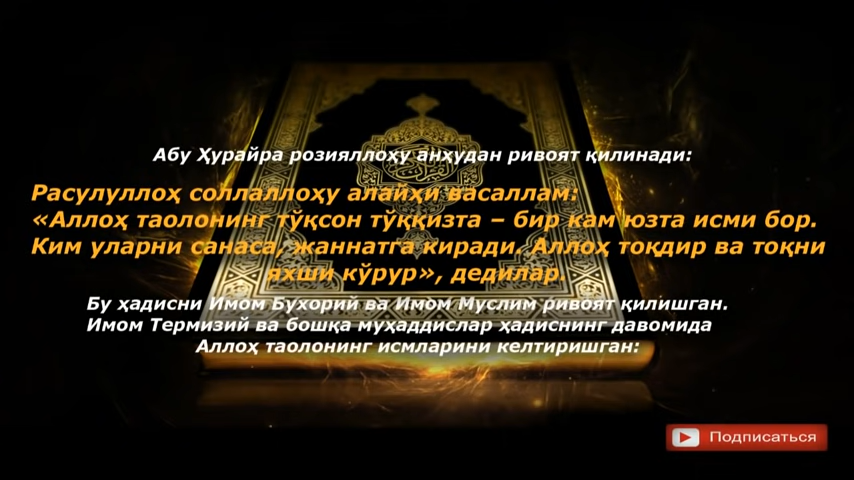 Абу Ҳурайра розияллоҳу анҳудан ривоят қилинади:
Расулуллоҳ соллаллоҳу алайҳи васаллам:
«Аллоҳ таолонинг тўқсон тўққизта – бир кам юзта исми бор.
Ким уларни санаса, жаннатга киради. Аллоҳ тоқдир ва тоқни
яхши кўрур», дедилар.
Бу ҳадисни Имом Бухорий ва Имом Муслим ривоят қилишган.
Имом Термизий ва бошқа муҳаддислар ҳадиснинг давомида
Аллоҳ таолонинг исмларини келтиришган:
Подписаться